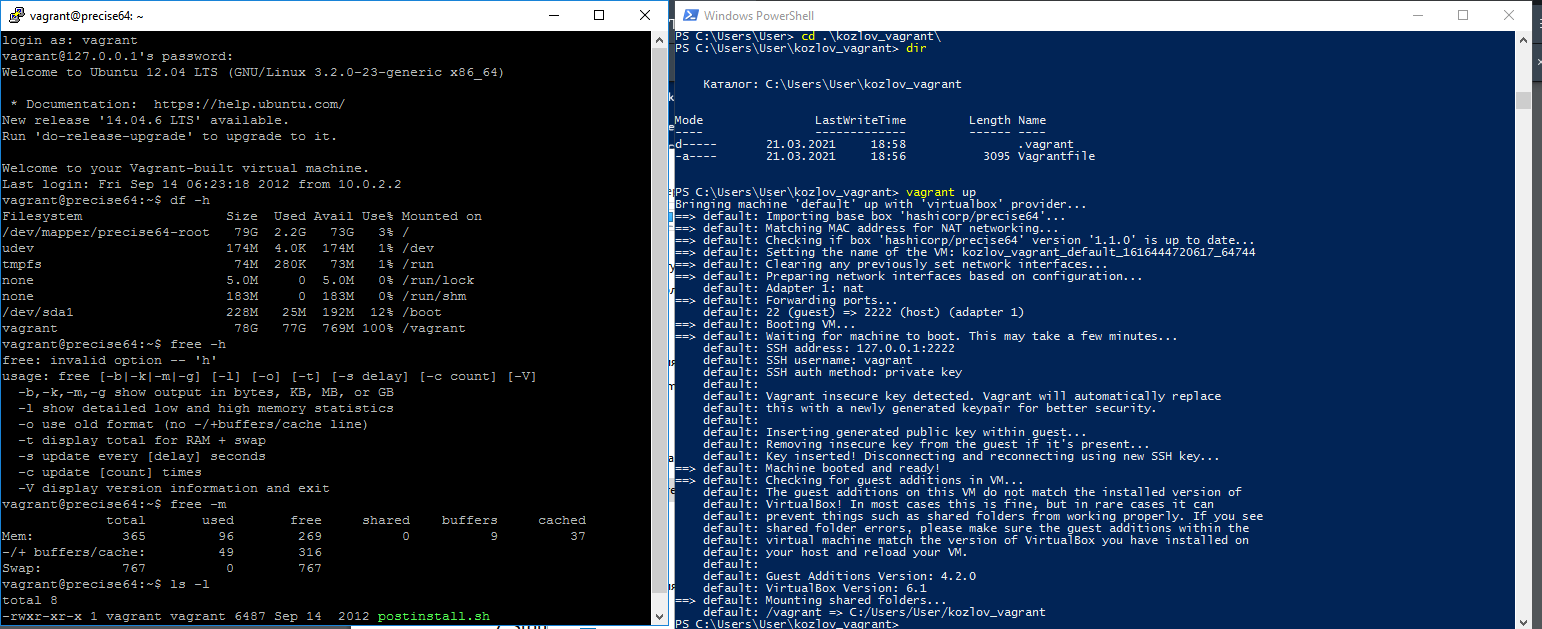 vagrant@precise64: ~
login as: vagrant
vagrant@127.0.0.1's password:
Welcome to Ubuntu 12.04 LTS (GNU/Linux 3.2.0-23-generic x86_64)
 * Documentation:  https://help.ubuntu.com/
New release '14.04.6 LTS' available.
Run 'do-release-upgrade' to upgrade to it.
Welcome to your Vagrant-built virtual machine.
Last login: Fri Sep 14 06:23:18 2012 from 10.0.2.2
vagrant@precise64:~$ df -h
Filesystem                  Size  Used Avail Use% Mounted on
/dev/mapper/precise64-root   79G  2.2G   73G   3% /
udev                        174M  4.0K  174M   1% /dev
tmpfs                        74M  280K   73M   1% /run
none                        5.0M     0  5.0M   0% /run/lock
none                        183M     0  183M   0% /run/shm
/dev/sda1                   228M   25M  192M  12% /boot
vagrant                      78G   77G  769M 100% /vagrant
vagrant@precise64:~$ free -h
free: invalid option -- 'h'
usage: free [-b|-k|-m|-g] [-l] [-o] [-t] [-s delay] [-c count] [-V]
  -b,-k,-m,-g show output in bytes, KB, MB, or GB
  -l show detailed low and high memory statistics
  -o use old format (no -/+buffers/cache line)
  -t display total for RAM + swap
  -s update every [delay] seconds
  -c update [count] times
  -V display version information and exit
vagrant@precise64:~$ free -m
             total       used       free     shared    buffers     cached
Mem:           365         96        269          0          9         37
-/+ buffers/cache:         49        316
Swap:          767          0        767
vagrant@precise64:~$ ls -l
total 8
-rwxr-xr-x 1 vagrant vagrant 6487 Sep 14  2012 postinstall.sh
Windows PowerShell
PS C:\Users\User> cd .\kozlov_vagrant\
PS C:\Users\User\kozlov_vagrant> dir
    Каталог: C:\Users\User\kozlov_vagrant
Mode                LastWriteTime         Length Name
----                -------------         ------ ----
d-----       21.03.2021     18:58                .vagrant
-a----       21.03.2021     18:56           3095 Vagrantfile
PS C:\Users\User\kozlov_vagrant> vagrant up
Bringing machine 'default' up with 'virtualbox' provider...
==> default: Importing base box 'hashicorp/precise64'...
==> default: Matching MAC address for NAT networking...
==> default: Checking if box 'hashicorp/precise64' version '1.1.0' is up to date...
==> default: Setting the name of the VM: kozlov_vagrant_default_1616444720617_64744
==> default: Clearing any previously set network interfaces...
==> default: Preparing network interfaces based on configuration...
    default: Adapter 1: nat
==> default: Forwarding ports...
    default: 22 (guest) => 2222 (host) (adapter 1)
==> default: Booting VM...
==> default: Waiting for machine to boot. This may take a few minutes...
    default: SSH address: 127.0.0.1:2222
    default: SSH username: vagrant
    default: SSH auth method: private key
    default:
    default: Vagrant insecure key detected. Vagrant will automatically replace
    default: this with a newly generated keypair for better security.
    default:
    default: Inserting generated public key within guest...
    default: Removing insecure key from the guest if it's present...
    default: Key inserted! Disconnecting and reconnecting using new SSH key...
==> default: Machine booted and ready!
==> default: Checking for guest additions in VM...
    default: The guest additions on this VM do not match the installed version of
    default: VirtualBox! In most cases this is fine, but in rare cases it can
    default: prevent things such as shared folders from working properly. If you see
    default: shared folder errors, please make sure the guest additions within the
    default: virtual machine match the version of VirtualBox you have installed on
    default: your host and reload your VM.
    default:
    default: Guest Additions Version: 4.2.0
    default: VirtualBox Version: 6.1
==> default: Mounting shared folders...
    default: /vagrant => C:/Users/User/kozlov_vagrant
PS C:\Users\User\kozlov_vagrant>